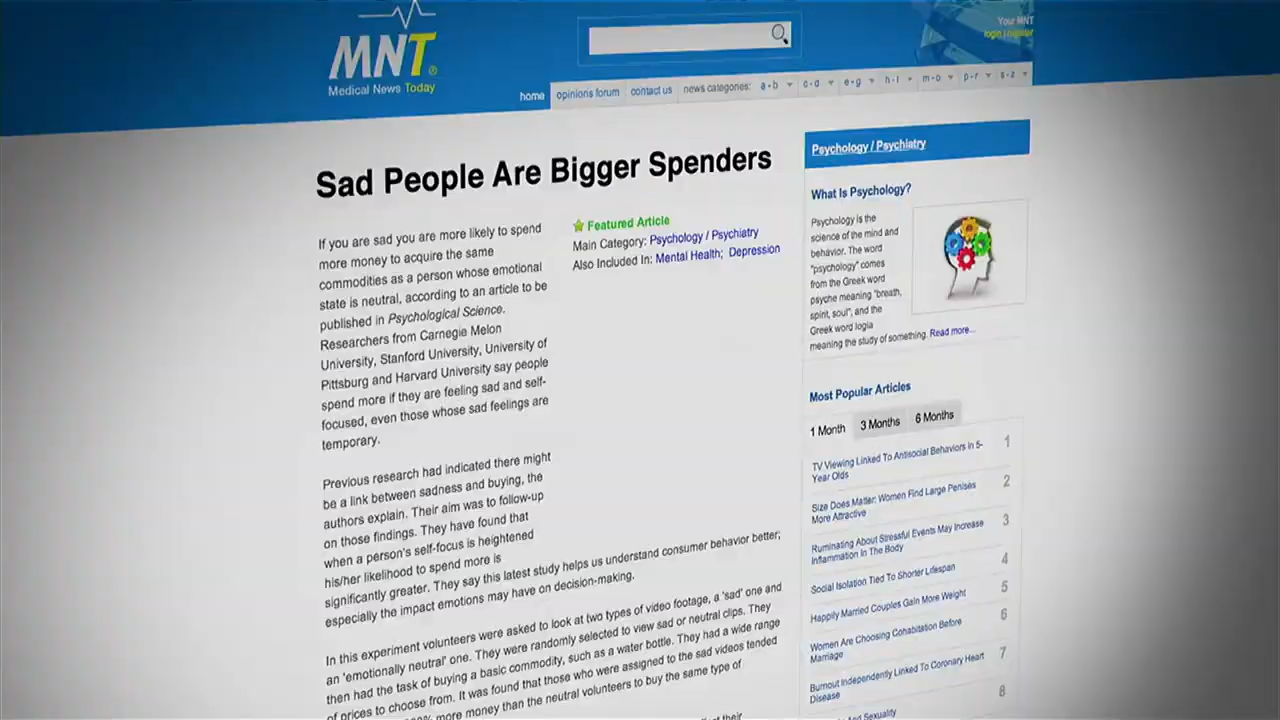 MNT®
Medical News Today
Your MNT
login | register
home
opinions forum
contact us
news categories:
a-b
c-d
e-g
h-l
m-o
p-r
s-z
Sad People Are Bigger Spenders
If you are sad you are more likely to spend
more money to acquire the same
commodities as a person whose emotional
state is neutral, according to an article to be
published in Psychological Science.
Researchers from Carnegie Melon
University, Stanford University, University of
Pittsburg and Harvard University say people
spend more if they are feeling sad and self-
focused, even those whose sad feelings are
temporary.
Previous research had indicated there might
be a link between sadness and buying, the
authors explain. Their aim was to follow-up
on those findings. They have found that
when a person's self-focus is heightened
his/her likelihood to spend more is
significantly greater. They say this latest study helps us understand consumer behavior better;
especially the impact emotions may have on decision-making.
In this experiment volunteers were asked to look at two types of video footage, a 'sad' one and
an 'emotionally neutral' one. They were randomly selected to view sad or neutral clips. They
then had the task of buying a basic commodity, such as a water bottle. They had a wide range
of prices to choose from. It was found that those who were assigned to the sad videos tended
more money than the neutral volunteers to buy the same type of
their
Featured Article
Main Category: Psychology / Psychiatry
Also Included In: Mental Health; Depression
Psychology / Psychiatry
What Is Psychology?
Psychology is the
science of the mind and
behavior. The word
"psychology" comes
from the Greek word
psyche meaning "breath,
spirit, soul", and the
Greek word logia
meaning the study of something. Read more...
Most Popular Articles
1 Month
3 Months
6 Months
TV Viewing Linked To Antisocial Behaviors In 5-
Year Olds
1
Size Does Matter: Women Find Large Penises
More Attractive
2
Ruminating About Stressful Events May Increase
Inflammation In The Body
3
Social Isolation Tied To Shorter Lifespan
4
Happily Married Couples Gain More Weight
5
Women Are Choosing Cohabitation Before
Marriage
6
Burnout Independently Linked To Coronary Heart
Disease
7
And Sexuality
8